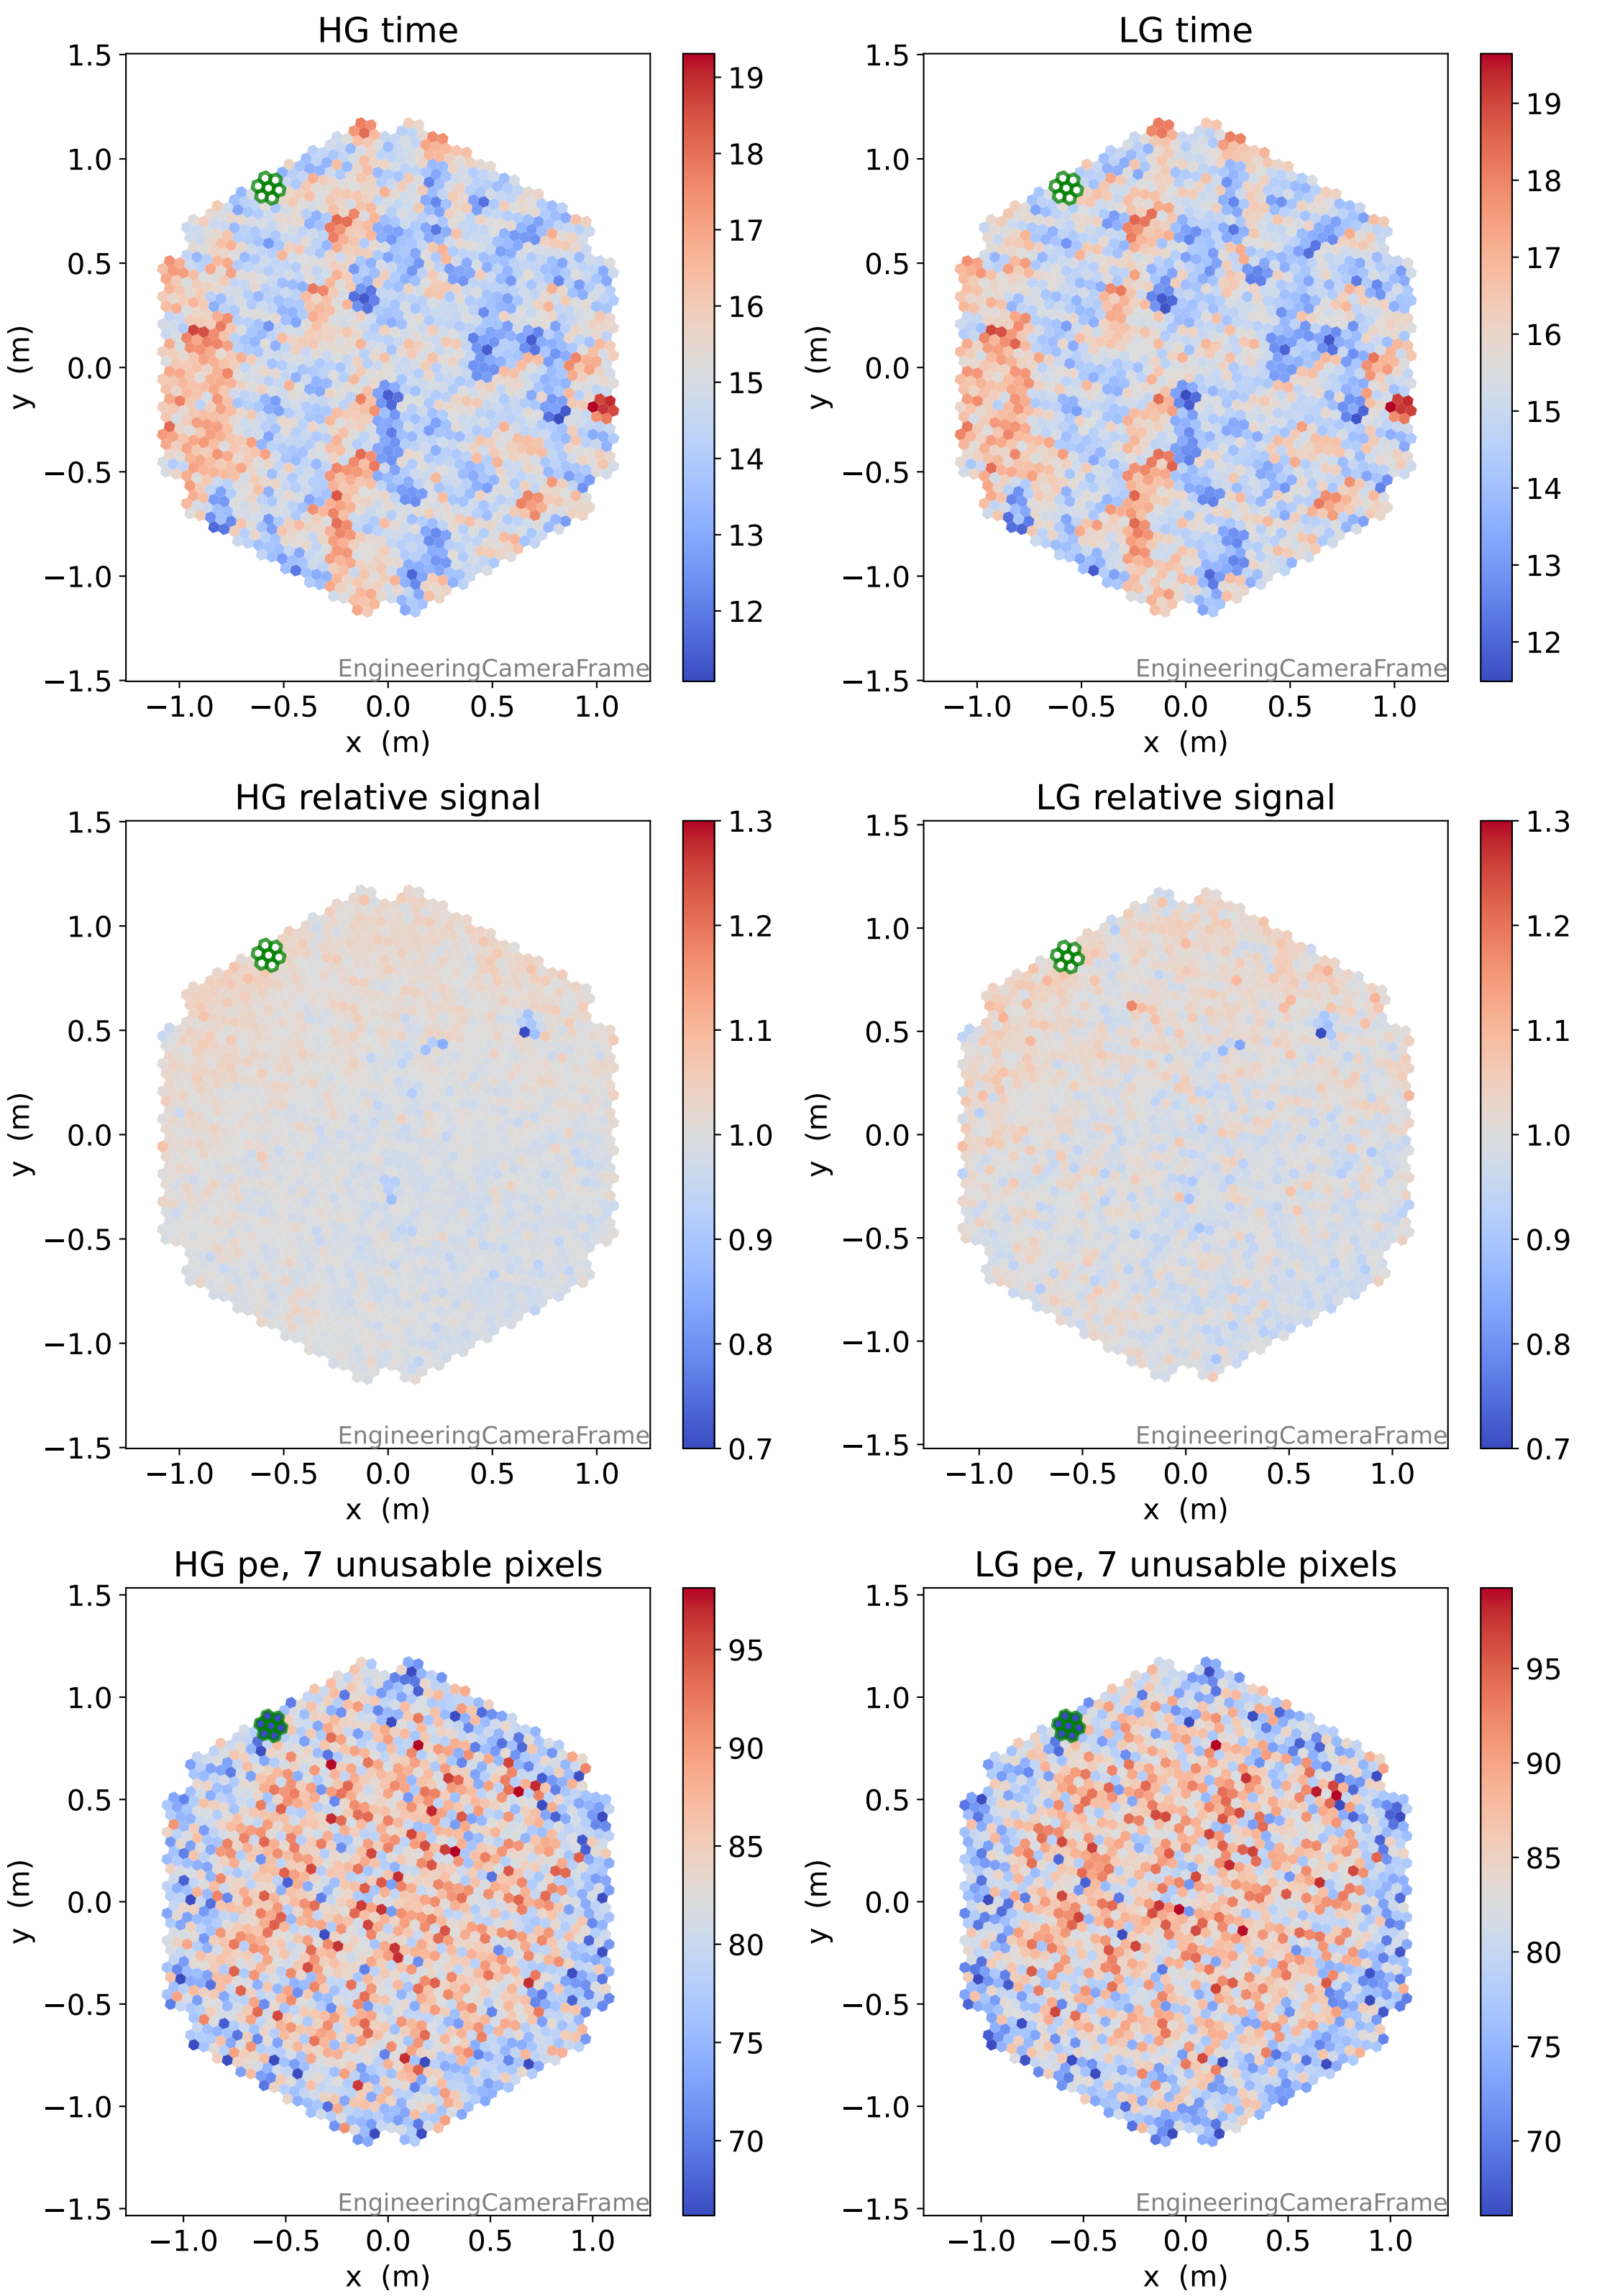 HG time
LG time
1.5
1.0
0.5
0.0
−0.5
−1.0
−1.5
y (m)
−1.0 −0.5 0.0 0.5 1.0
x (m)
EngineeringCameraFrame
19
18
17
16
15
14
13
12
1.5
1.0
0.5
0.0
−0.5
−1.0
−1.5
y (m)
−1.0 −0.5 0.0 0.5 1.0
x (m)
EngineeringCameraFrame
19
18
17
16
15
14
13
12
HG relative signal
LG relative signal
1.5
1.0
0.5
0.0
−0.5
−1.0
−1.5
y (m)
−1.0 −0.5 0.0 0.5 1.0
x (m)
EngineeringCameraFrame
1.3
1.2
1.1
1.0
0.9
0.8
0.7
1.5
1.0
0.5
0.0
−0.5
−1.0
−1.5
y (m)
−1.0 −0.5 0.0 0.5 1.0
x (m)
EngineeringCameraFrame
1.3
1.2
1.1
1.0
0.9
0.8
0.7
HG pe, 7 unusable pixels
LG pe, 7 unusable pixels
1.5
1.0
0.5
0.0
−0.5
−1.0
−1.5
y (m)
−1.0 −0.5 0.0 0.5 1.0
x (m)
EngineeringCameraFrame
95
90
85
80
75
70
1.5
1.0
0.5
0.0
−0.5
−1.0
−1.5
y (m)
−1.0 −0.5 0.0 0.5 1.0
x (m)
EngineeringCameraFrame
95
90
85
80
75
70